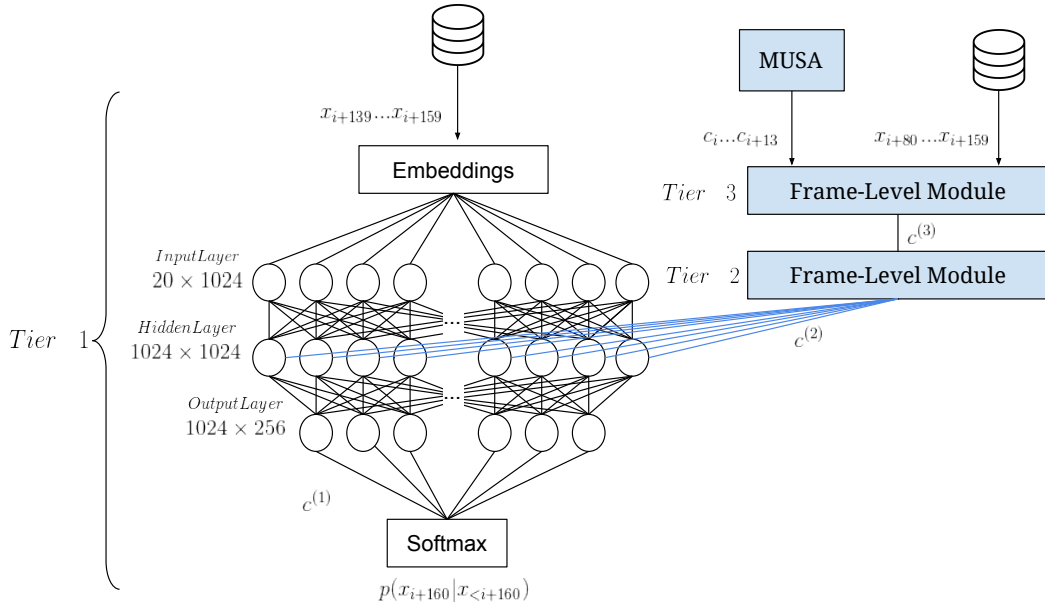 MUSA
x_{i+139}...x_{i+159}
c_i...c_{i+13}
x_{i+80}...x_{i+159}
Embeddings
Tier 3
Frame-Level Module
c^{(3)}
InputLayer
20 × 1024
Tier 2
Frame-Level Module
...
HiddenLayer
1024 × 1024
c^{(2)}
Tier 1
...
OutputLayer
1024 × 256
c^{(1)}
Softmax
p(x_{i+160}|x_{<i+160})